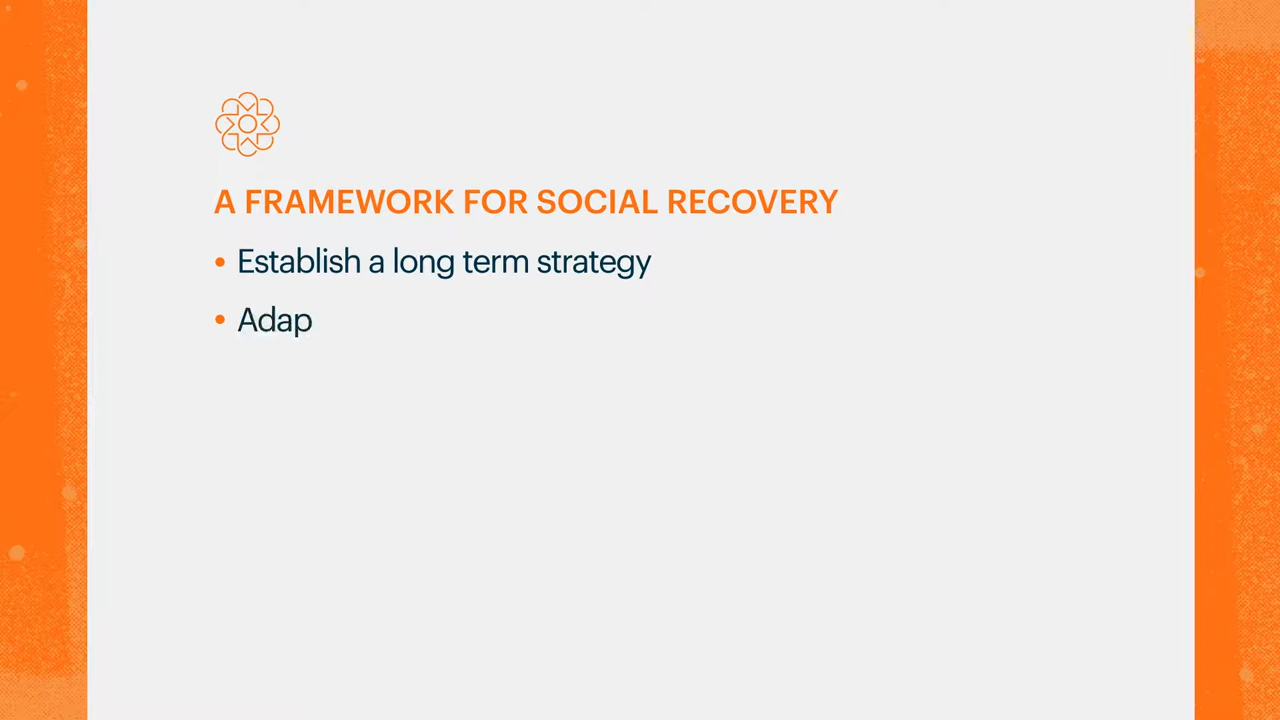 A FRAMEWORK FOR SOCIAL RECOVERY
• Establish a long term strategy
• Adap